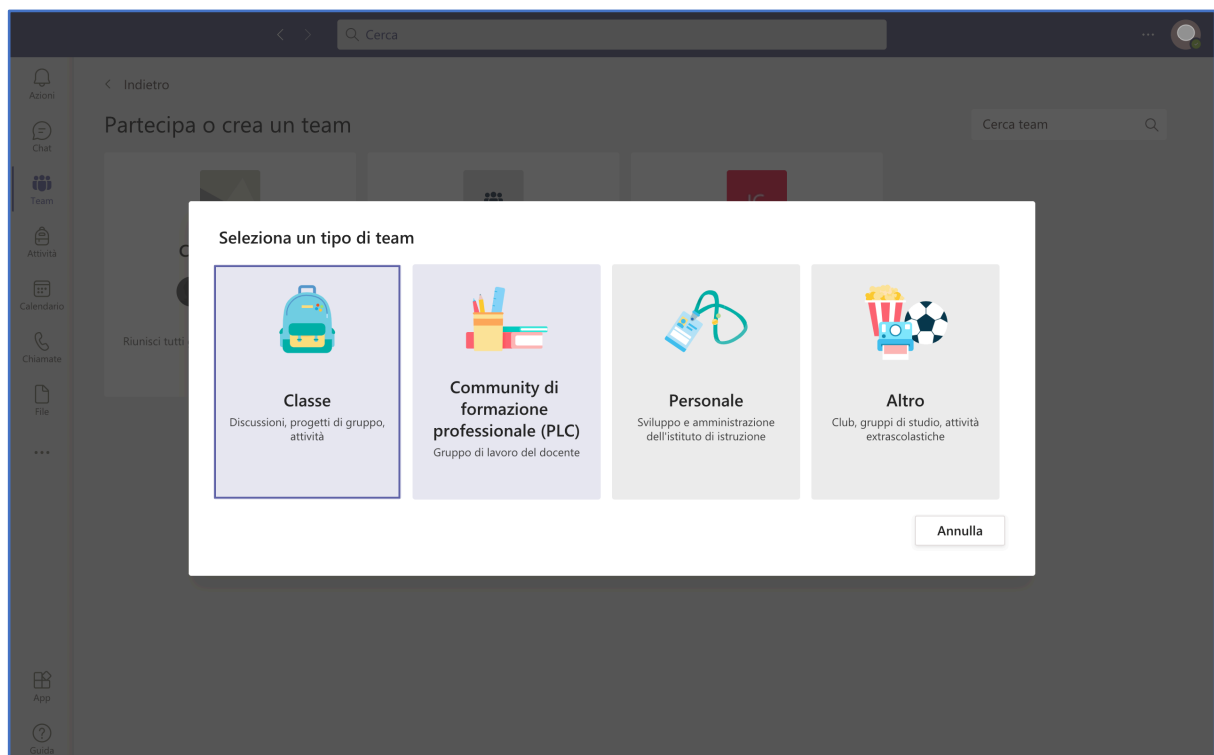 Cerca
Azioni
Chat
Team
Attività
Calendario
Chiamate
File
App
Guida
Indietro
Partecipa o crea un team
Cerca team
Riunisci tutti
Seleziona un tipo di team
Classe
Discussioni, progetti di gruppo,
attività
Community di
formazione
professionale (PLC)
Gruppo di lavoro del docente
Personale
Sviluppo e amministrazione
dell'istituto di istruzione
Altro
Club, gruppi di studio, attività
extrascolastiche
Annulla